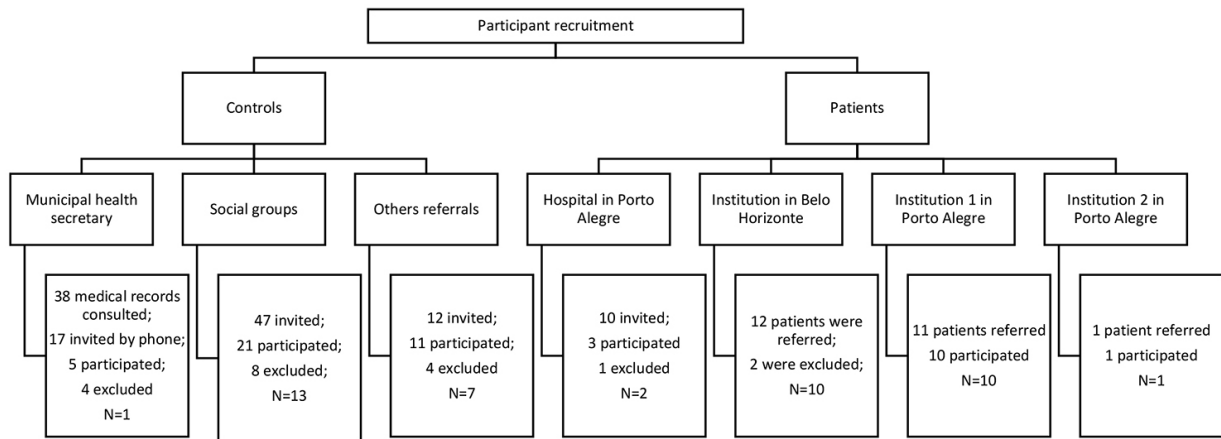 Participant recruitment
Controls
Patients
Municipal health
secretary
Social groups
Others referrals
Hospital in Porto
Alegre
Institution in Belo
Horizonte
Institution 1 in
Porto Alegre
Institution 2 in
Porto Alegre
38 medical records
consulted;
17 invited by phone;
5 participated;
4 excluded
N=1
47 invited;
21 participated;
8 excluded;
N=13
12 invited;
11 participated;
4 excluded
N=7
10 invited;
3 participated
1 excluded
N=2
12 patients were
referred;
2 were excluded;
N=10
11 patients referred
10 participated
N=10
1 patient referred
1 participated
N=1